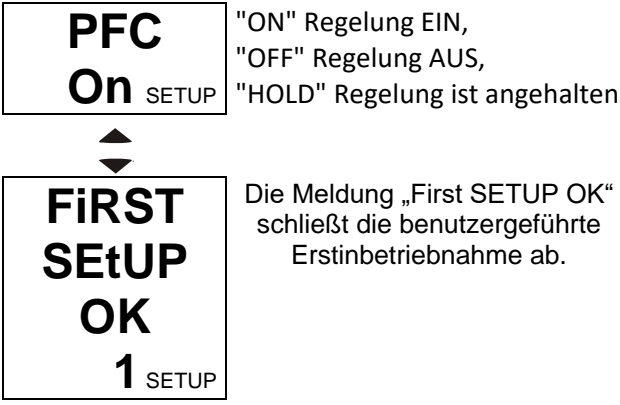 PFC
On SETUP
"ON" Regelung EIN,
"OFF" Regelung AUS,
"HOLD" Regelung ist angehalten
FiRST
SEtUP
OK
1 SETUP
Die Meldung „First SETUP OK“
schließt die benutzergeführte
Erstinbetriebnahme ab.